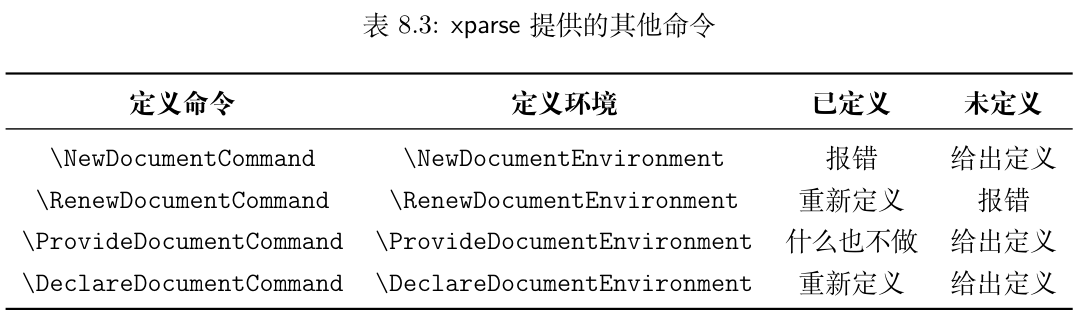 表 8.3: xparse 提供的其他命令
定义命令 定义环境 已定义 未定义
\NewDocumentCommand \NewDocumentEnvironment 报错 给出定义
\RenewDocumentCommand \RenewDocumentEnvironment 重新定义 报错
\ProvideDocumentCommand \ProvideDocumentEnvironment 什么也不做 给出定义
\DeclareDocumentCommand \DeclareDocumentEnvironment 重新定义 给出定义